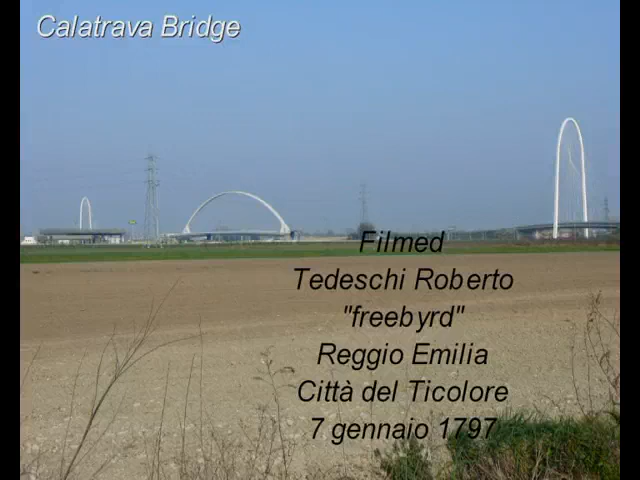 Calatrava Bridge
Filmed
Tedeschi Roberto
"freebyrd"
Reggio Emilia
Città del Ticolore
7 gennaio 1797